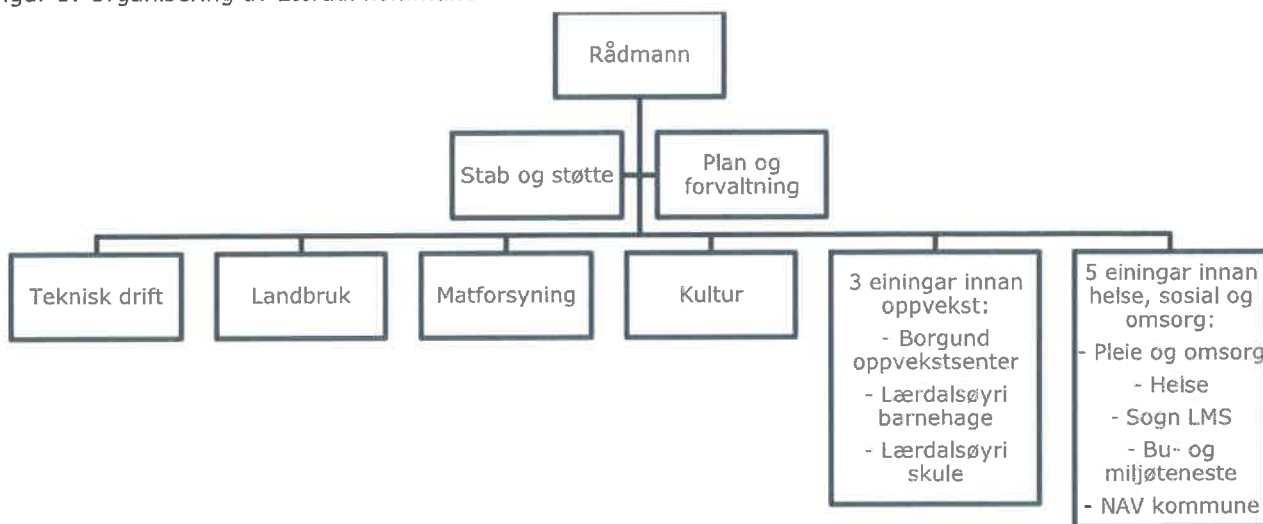 Rådmann
Stab og støtte
Plan og
forvaltning
Teknisk drift
Landbruk
Matforsyning
Kultur
3 einingar innan
oppvekst:
- Borgund
oppvekstsenter
- Lærdalsøyri
barnehage
- Lærdalsøyri
skule
5 einingar innan
helse, sosial og
omsorg:
- Pleie og omsorg
- Helse
- Sogn LMS
- Bu- og
miljøteneste
- NAV kommune